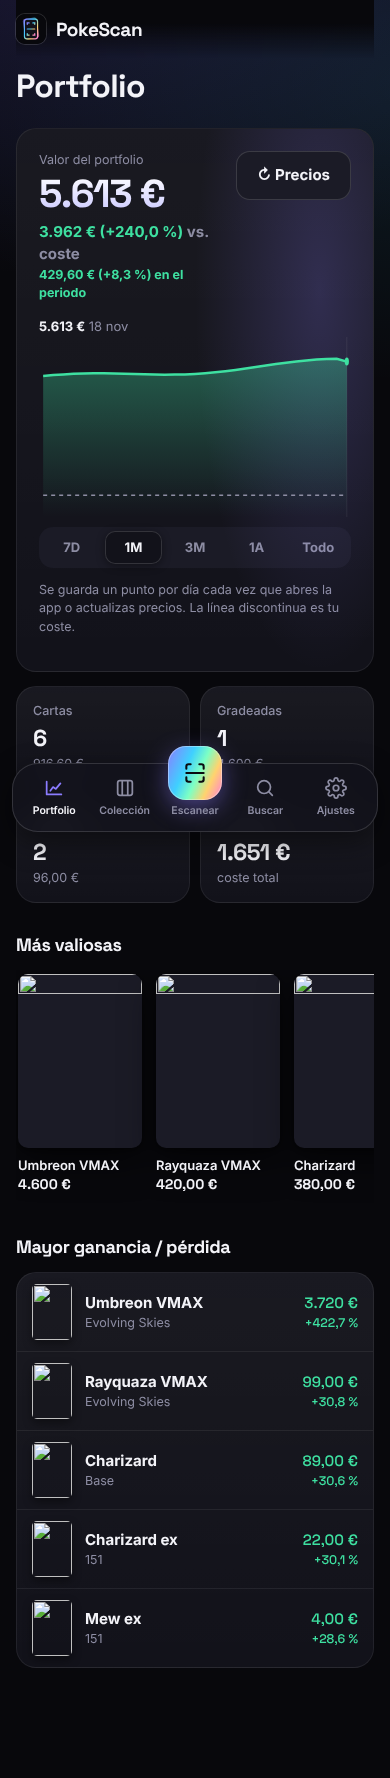 PokeScan
Portfolio
Valor del portfolio
5.613 €
↻ Precios
3.962 € (+240,0 %) vs.
coste
429,60 € (+8,3 %) en el
periodo
5.613 € 18 nov
7D 1M 3M 1A Todo
Se guarda un punto por día cada vez que abres la
app o actualizas precios. La línea discontinua es tu
coste.
Cartas Gradeadas
6 1
Portfolio Colección Escanear Buscar Ajustes
2 1.651 €
96,00 € coste total
Más valiosas
Umbreon VMAX Rayquaza VMAX Charizard
4.600 € 420,00 € 380,00 €
Mayor ganancia / pérdida
Umbreon VMAX 3.720 €
Evolving Skies +422,7 %
Rayquaza VMAX 99,00 €
Evolving Skies +30,8 %
Charizard 89,00 €
Base +30,6 %
Charizard ex 22,00 €
151 +30,1 %
Mew ex 4,00 €
151 +28,6 %